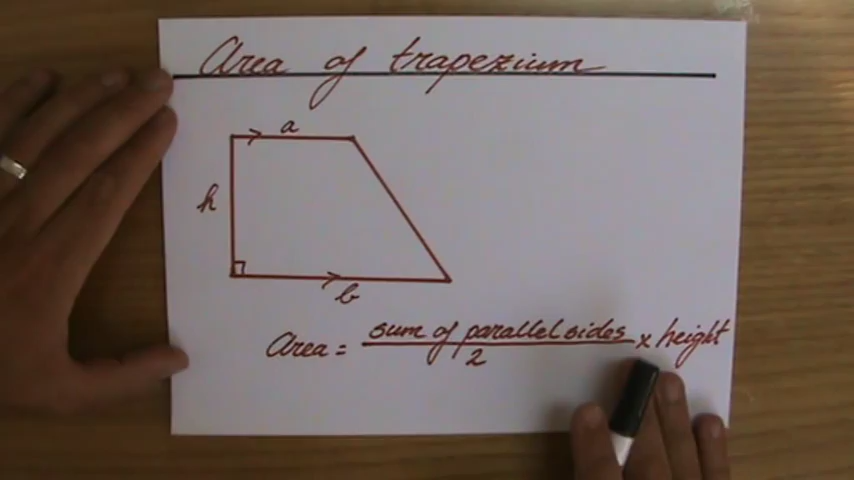 Area of trapezium
a
h
b
Area = sum of parallel sides / 2 x height